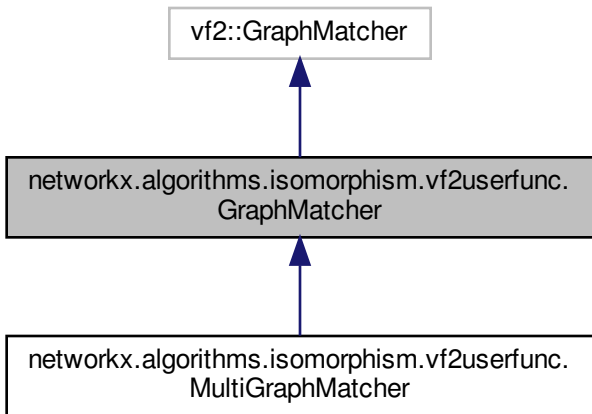 vf2::GraphMatcher
networkx.algorithms.isomorphism.vf2userfunc.
GraphMatcher
networkx.algorithms.isomorphism.vf2userfunc.
MultiGraphMatcher